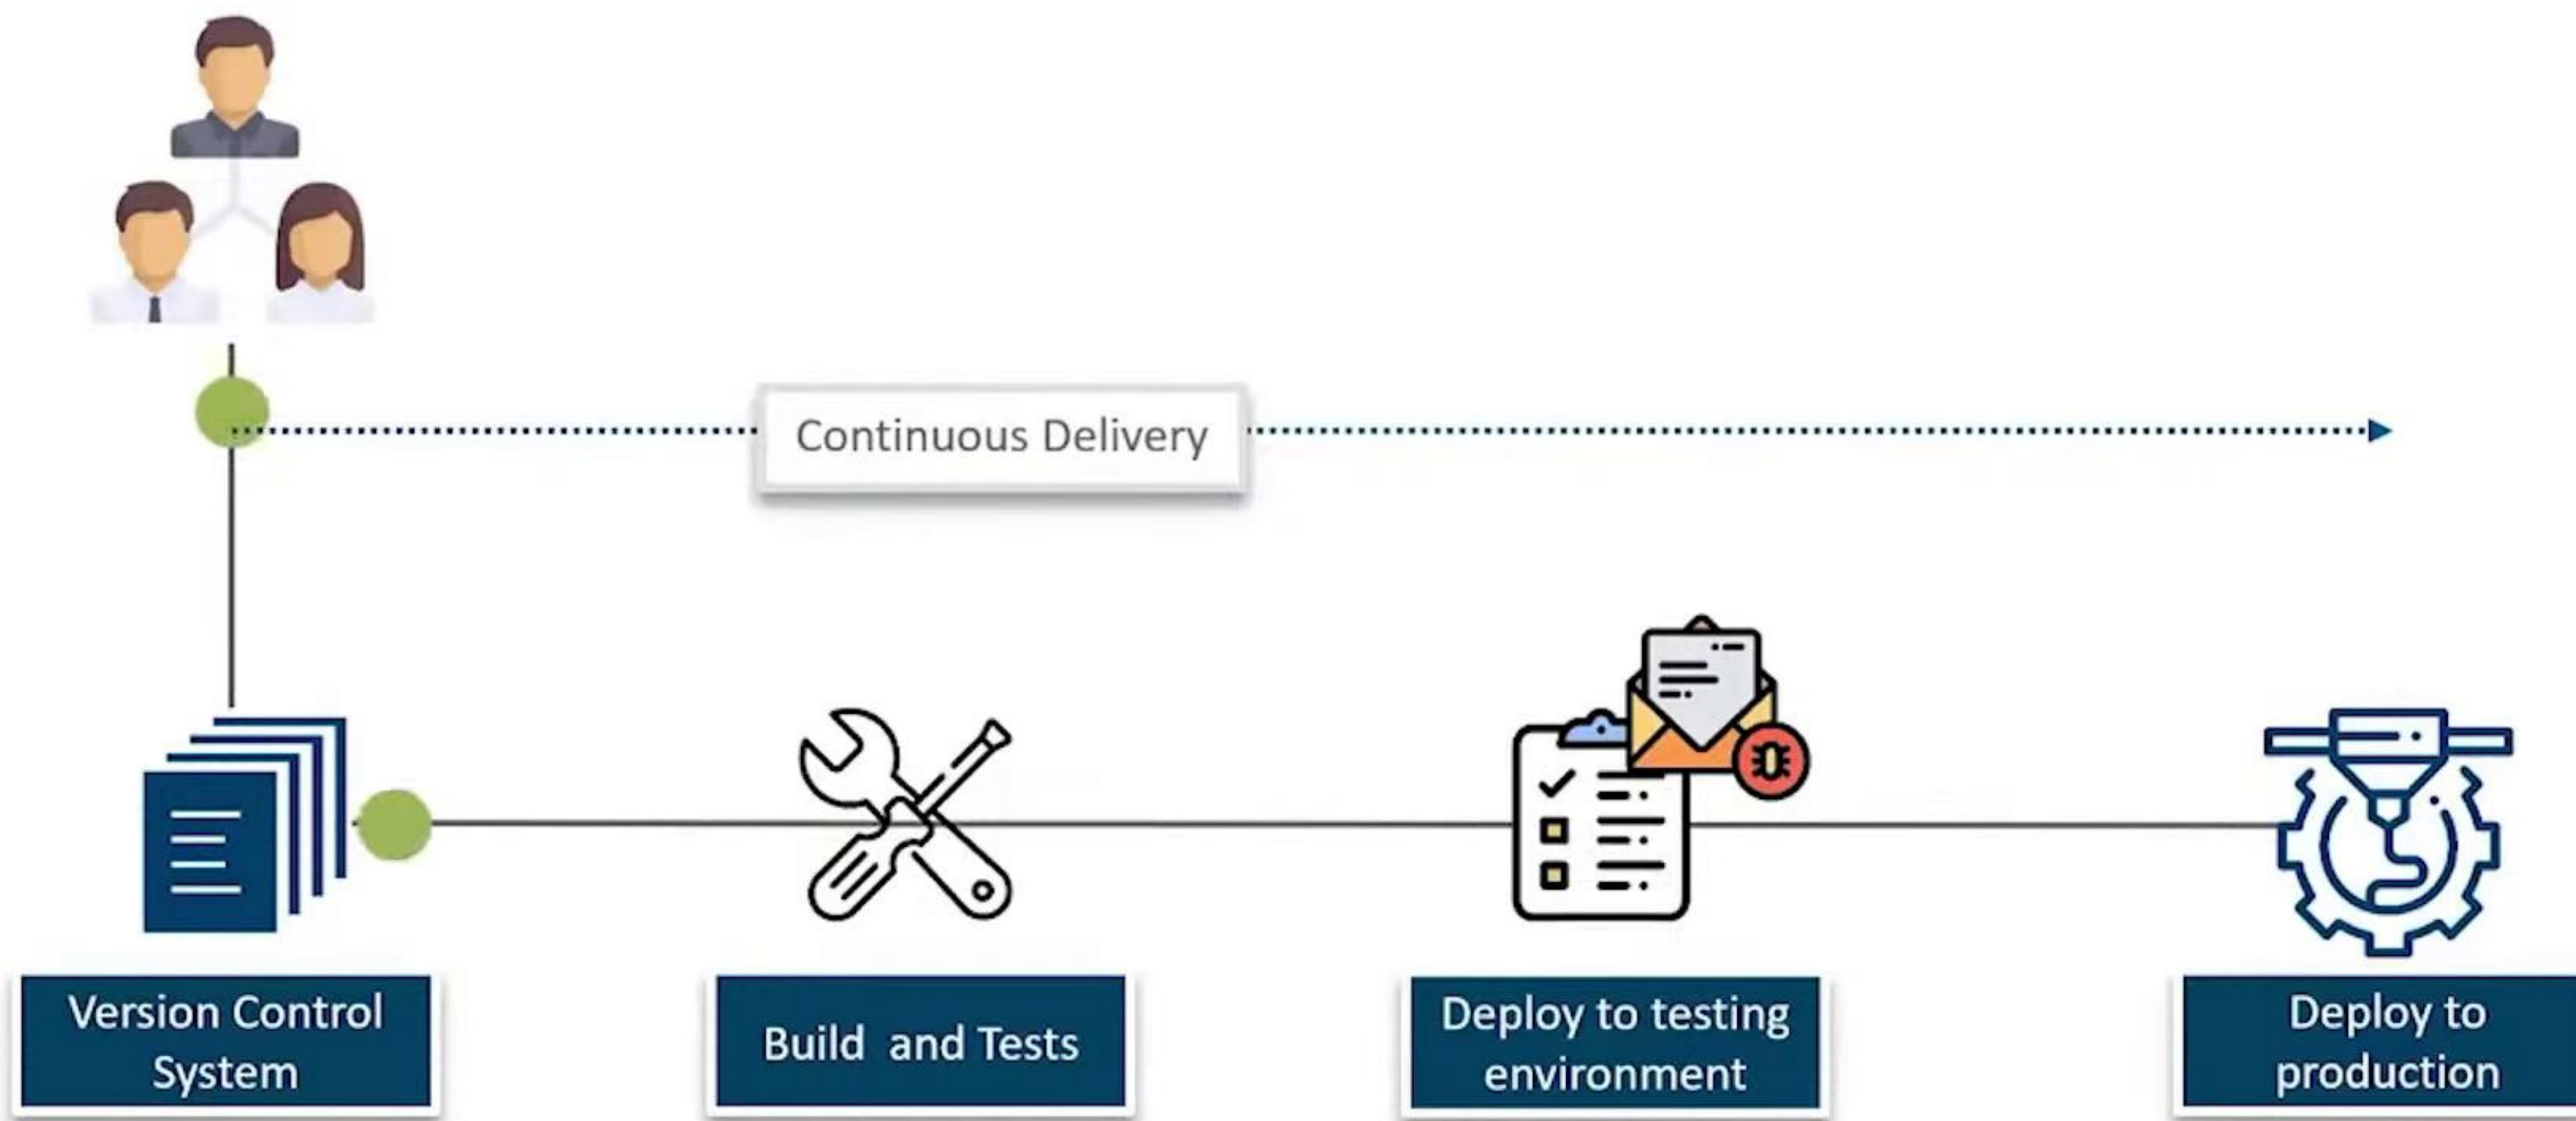 Continuous Delivery
Version Control
System
Build and Tests
Deploy to testing
environment
Deploy to
production